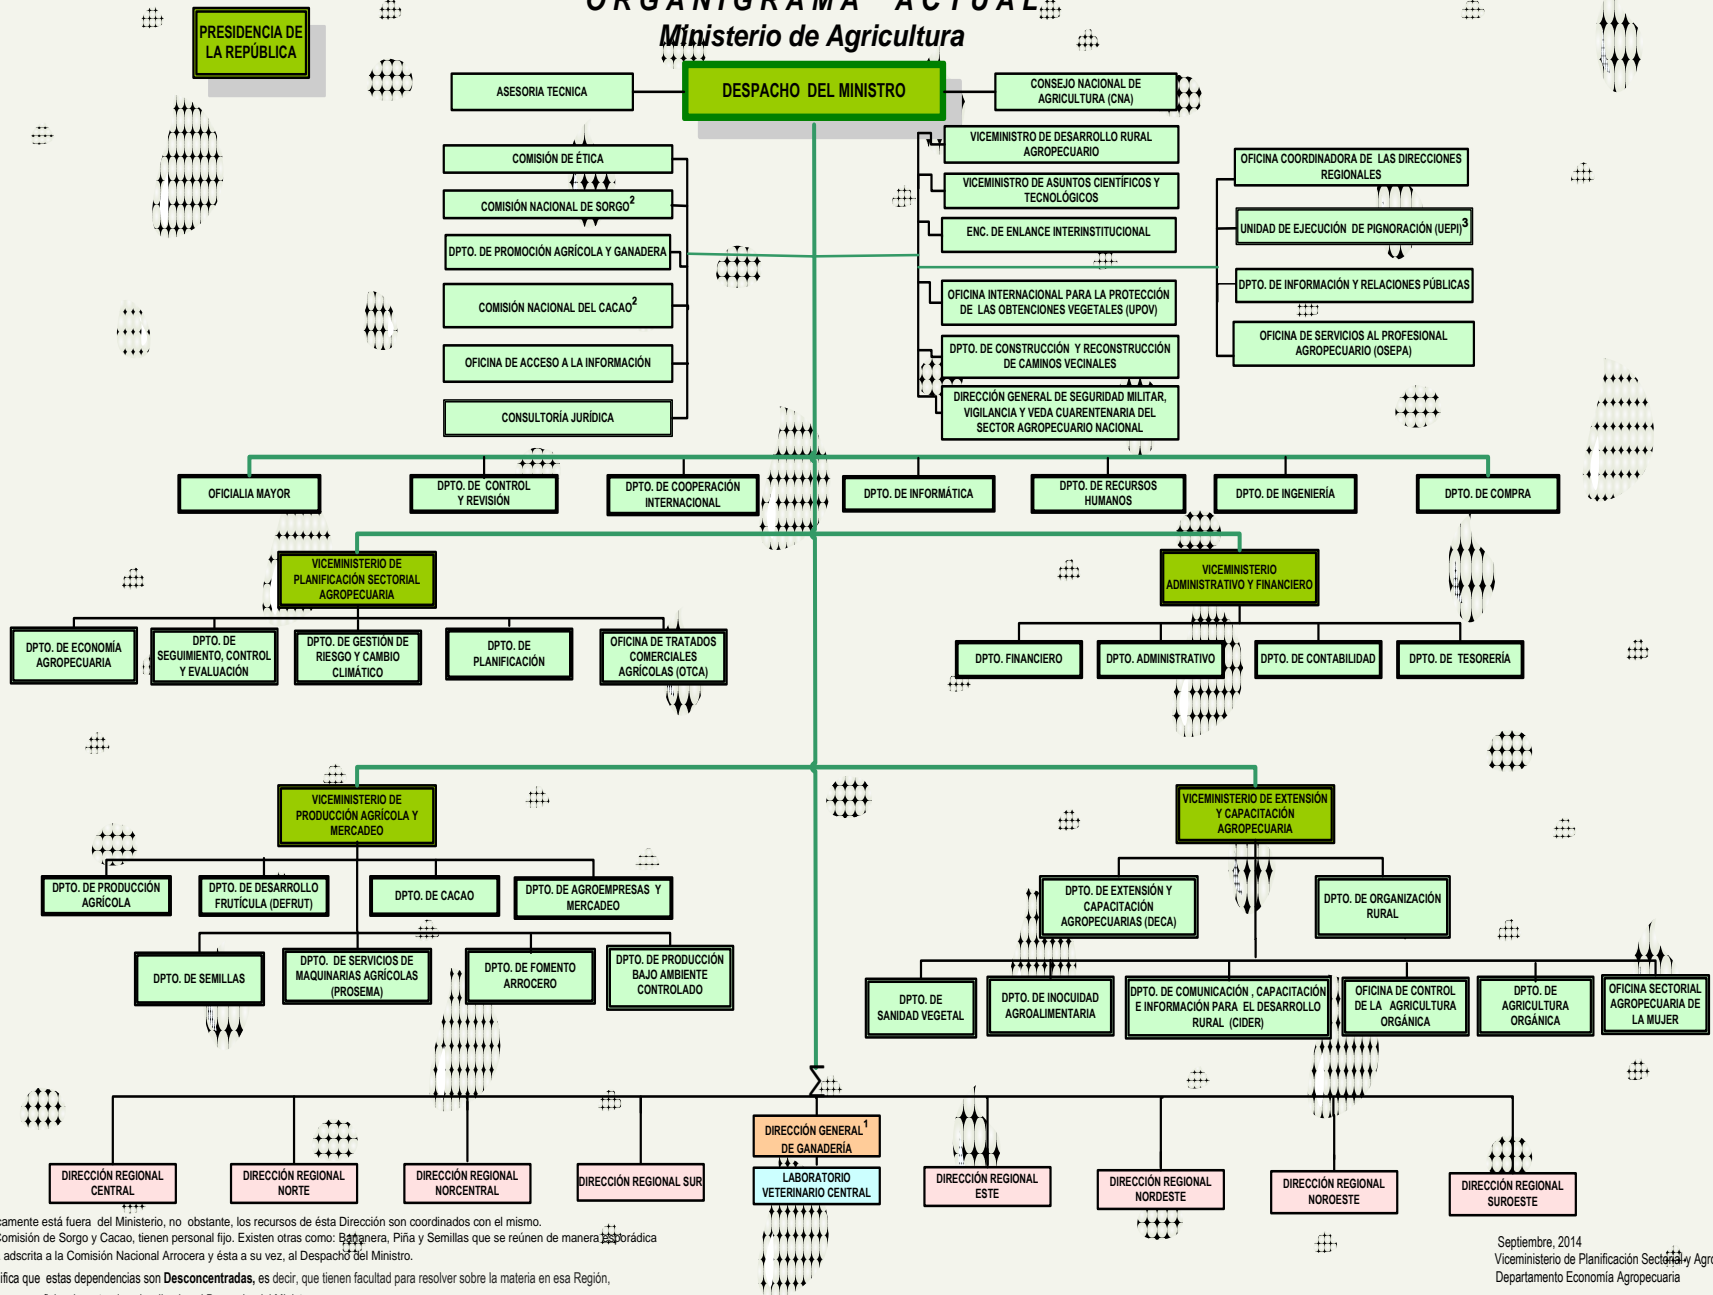 ORGANIGRAMA ACTUAL
Ministerio de Agricultura
PRESIDENCIA DE
LA REPÚBLICA
DESPACHO DEL MINISTRO
ASESORIA TECNICA
CONSEJO NACIONAL DE
AGRICULTURA (CNA)
COMISIÓN DE ÉTICA
COMISIÓN NACIONAL DE SORGO²
DPTO. DE PROMOCIÓN AGRÍCOLA Y GANADERA
COMISIÓN NACIONAL DEL CACAO²
OFICINA DE ACCESO A LA INFORMACIÓN
CONSULTORÍA JURÍDICA
VICEMINISTRO DE DESARROLLO RURAL
AGROPECUARIO
VICEMINISTRO DE ASUNTOS CIENTÍFICOS Y
TECNOLÓGICOS
ENC. DE ENLANCE INTERINSTITUCIONAL
OFICINA INTERNACIONAL PARA LA PROTECCIÓN
DE LAS OBTENCIONES VEGETALES (UPOV)
DPTO. DE CONSTRUCCIÓN Y RECONSTRUCCIÓN
DE CAMINOS VECINALES
DIRECCIÓN GENERAL DE SEGURIDAD MILITAR,
VIGILANCIA Y VEDA CUARENTENARIA DEL
SECTOR AGROPECUARIO NACIONAL
OFICINA COORDINADORA DE LAS DIRECCIONES
REGIONALES
UNIDAD DE EJECUCIÓN DE PIGNORACIÓN (UEPI)³
DPTO. DE INFORMACIÓN Y RELACIONES PÚBLICAS
OFICINA DE SERVICIOS AL PROFESIONAL
AGROPECUARIO (OSEPA)
OFICIALIA MAYOR
DPTO. DE CONTROL
Y REVISIÓN
DPTO. DE COOPERACIÓN
INTERNACIONAL
DPTO. DE INFORMÁTICA
DPTO. DE RECURSOS
HUMANOS
DPTO. DE INGENIERÍA
DPTO. DE COMPRA
VICEMINISTERIO DE
PLANIFICACIÓN SECTORIAL
AGROPECUARIA
VICEMINISTERIO
ADMINISTRATIVO Y FINANCIERO
DPTO. DE ECONOMÍA
AGROPECUARIA
DPTO. DE
SEGUIMIENTO, CONTROL
Y EVALUACIÓN
DPTO. DE GESTIÓN DE
RIESGO Y CAMBIO
CLIMÁTICO
DPTO. DE
PLANIFICACIÓN
OFICINA DE TRATADOS
COMERCIALES
AGRÍCOLAS (OTCA)
DPTO. FINANCIERO
DPTO. ADMINISTRATIVO
DPTO. DE CONTABILIDAD
DPTO. DE TESORERÍA
VICEMINISTERIO DE
PRODUCCIÓN AGRÍCOLA Y
MERCADEO
VICEMINISTERIO DE EXTENSIÓN
Y CAPACITACIÓN
AGROPECUARIA
DPTO. DE PRODUCCIÓN
AGRÍCOLA
DPTO. DE DESARROLLO
FRUTÍCULA (DEFRUT)
DPTO. DE CACAO
DPTO. DE AGROEMPRESAS Y
MERCADEO
DPTO. DE SEMILLAS
DPTO. DE SERVICIOS DE
MAQUINARIAS AGRÍCOLAS
(PROSEMA)
DPTO. DE FOMENTO
ARROCERO
DPTO. DE PRODUCCIÓN
BAJO AMBIENTE
CONTROLADO
DPTO. DE EXTENSIÓN Y
CAPACITACIÓN
AGROPECUARIAS (DECA)
DPTO. DE ORGANIZACIÓN
RURAL
DPTO. DE
SANIDAD VEGETAL
DPTO. DE INOCUIDAD
AGROALIMENTARIA
DPTO. DE COMUNICACIÓN , CAPACITACIÓN
E INFORMACIÓN PARA EL DESARROLLO
RURAL (CIDER)
OFICINA DE CONTROL
DE LA AGRICULTURA
ORGÁNICA
DPTO. DE
AGRICULTURA
ORGÁNICA
OFICINA SECTORIAL
AGROPECUARIA DE
LA MUJER
DIRECCIÓN GENERAL¹
DE GANADERÍA
LABORATORIO
VETERINARIO CENTRAL
DIRECCIÓN REGIONAL
CENTRAL
DIRECCIÓN REGIONAL
NORTE
DIRECCIÓN REGIONAL
NORCENTRAL
DIRECCIÓN REGIONAL SUR
DIRECCIÓN REGIONAL
ESTE
DIRECCIÓN REGIONAL
NORDESTE
DIRECCIÓN REGIONAL
NOROESTE
DIRECCIÓN REGIONAL
SUROESTE
camente está fuera del Ministerio, no obstante, los recursos de ésta Dirección son coordinados con el mismo.
Comisión de Sorgo y Cacao, tienen personal fijo. Existen otras como: Bananera, Piña y Semillas que se reúnen de manera esporádica
adscrita a la Comisión Nacional Arrocera y ésta a su vez, al Despacho del Ministro.
ifica que estas dependencias son Desconcentradas, es decir, que tienen facultad para resolver sobre la materia en esa Región,
Septiembre, 2014
Viceministerio de Planificación Sectorial y Agro
Departamento Economía Agropecuaria